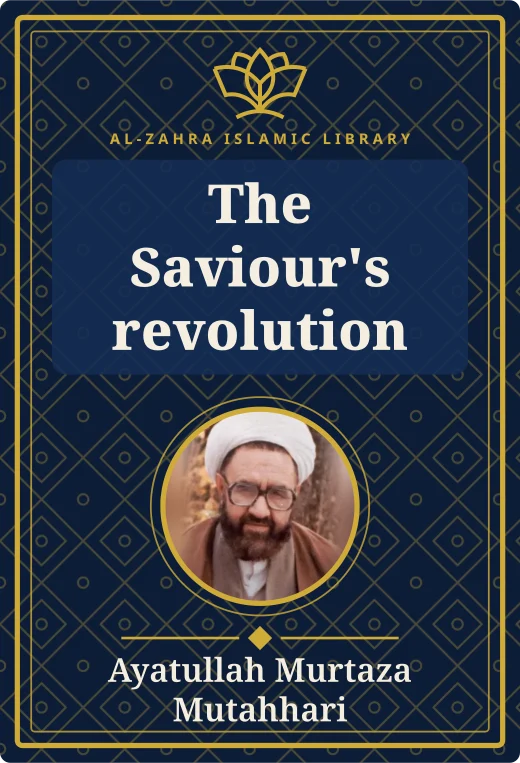 AL-ZAHRA ISLAMIC LIBRARY
The
Saviour's
revolution
Ayatullah Murtaza
Mutahhari